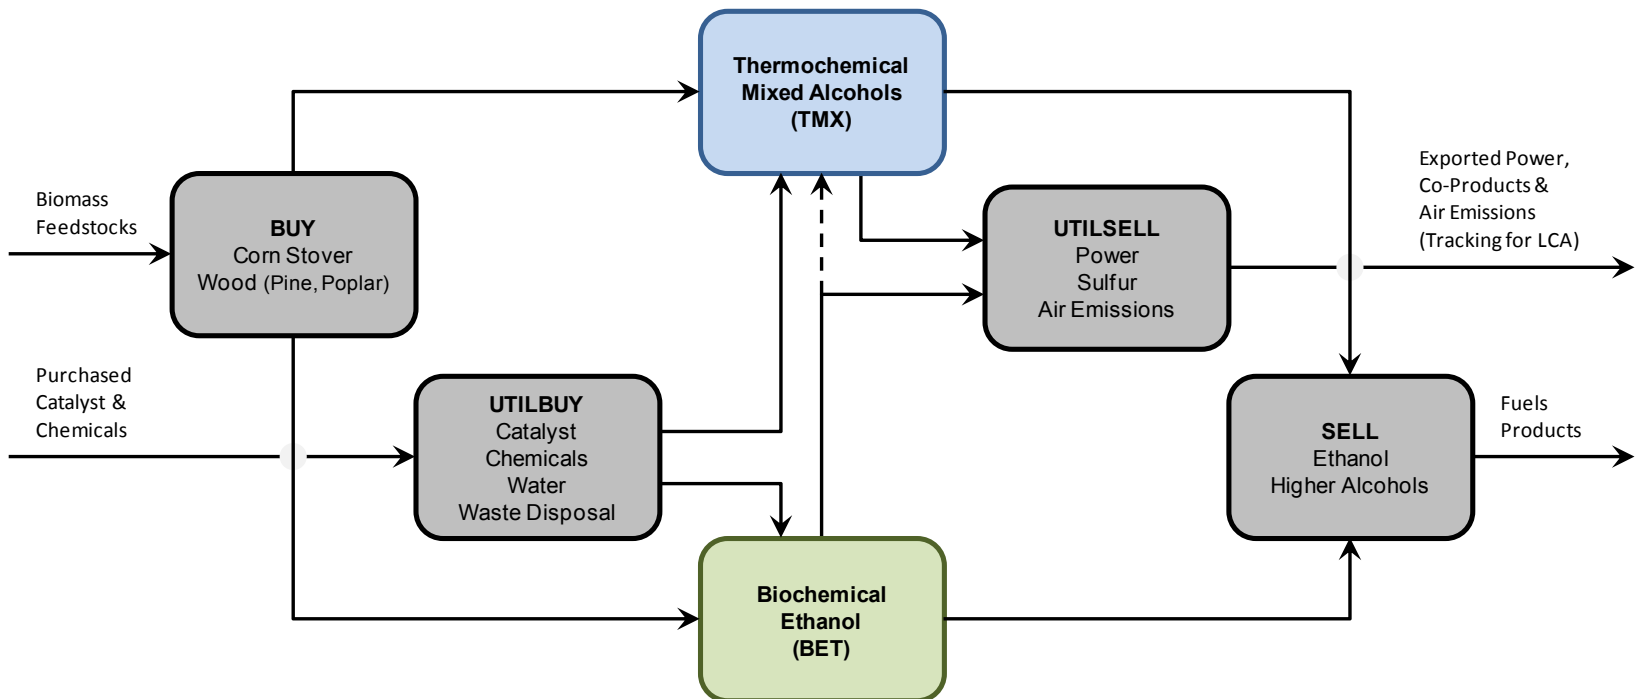 Thermochemical
Mixed Alcohols
(TMX)
Biomass
Feedstocks
BUY
Corn Stover
Wood (Pine, Poplar)
UTILSELL
Power
Sulfur
Air Emissions
Exported Power,
Co-Products &
Air Emissions
(Tracking for LCA)
Purchased
Catalyst &
Chemicals
UTILBUY
Catalyst
Chemicals
Water
Waste Disposal
SELL
Ethanol
Higher Alcohols
Fuels
Products
Biochemical
Ethanol
(BET)